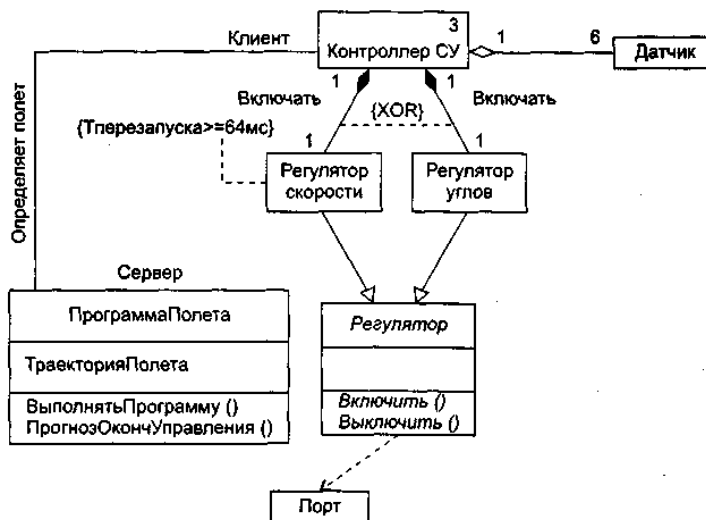 3
Клиент
Контроллер СУ
1
6
Датчик
1
1
Включать
Включать
{XOR}
{Тперезапуска>=64мс}
1
1
Регулятор
скорости
Регулятор
углов
Определяет полет
Сервер
ПрограммаПолета
ТраекторияПолета
ВыполнятьПрограмму ()
ПрогнозОкончУправления ()
Регулятор
Включить ()
Выключить ()
Порт